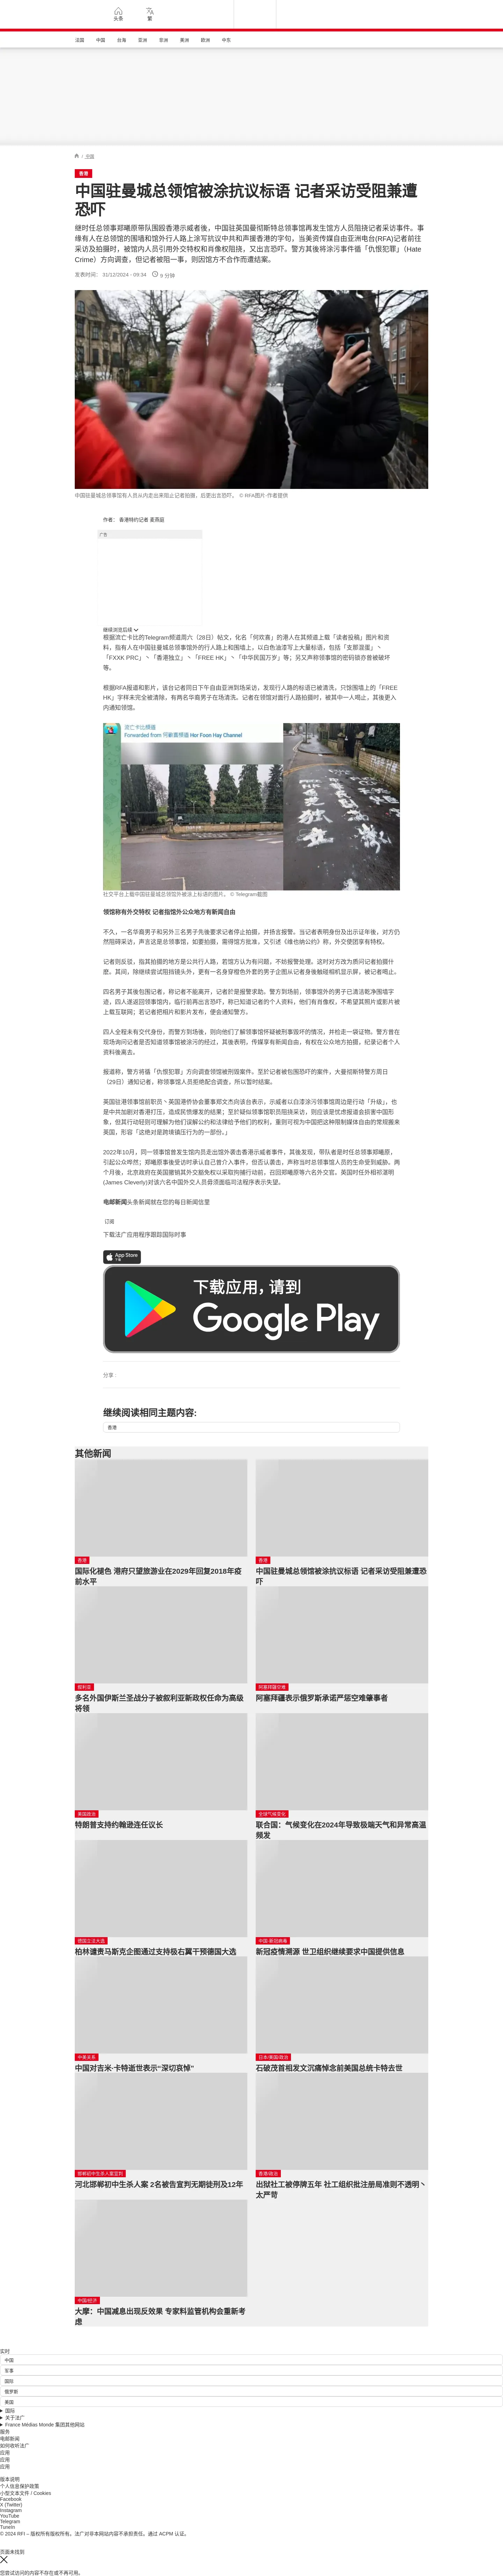 头条
繁
法国
中国
台海
亚洲
非洲
美洲
欧洲
中东
/ 中国
香港
中国驻曼城总领馆被涂抗议标语 记者采访受阻兼遭
恐吓
继时任总领事郑曦原带队围殴香港示威者後，中国驻英国曼彻斯特总领事馆再发生馆方人员阻挠记者采访事件。事
缘有人在总领馆的围墙和馆外行人路上涂写抗议中共和声援香港的字句，当美资传媒自由亚洲电台(RFA)记者前往
采访及拍摄时，被馆内人员引用外交特权和肖像权阻挠，又出言恐吓。警方其後将涂污事件循「仇恨犯罪」（Hate
Crime）方向调查，但记者被阻一事，则因馆方不合作而遭结案。
发表时间： 31/12/2024 - 09:34
9 分钟
中国驻曼城总领事馆有人员从内走出来阻止记者拍摄，后更出言恐吓。 © RFA图片-作者提供
作者： 香港特约记者 麦燕庭
广告
继续浏览后续
根据流亡卡比的Telegram频道周六（28日）帖文，化名「何欢喜」的港人在其频道上载「读者投稿」图片和资
料，指有人在中国驻曼城总领事馆外的行人路上和围墙上，以白色油漆写上大量标语，包括「支那混蛋」丶
「FXXK PRC」丶「香港独立」丶「FREE HK」丶「中华民国万岁」等；另又声称领事馆的密码锁亦曾被破坏
等。
根据RFA报道和影片，该台记者同日下午自由亚洲到场采访，发现行人路的标语已被清洗，只馀围墙上的「FREE
HK」字样未完全被清除，有两名华裔男子在场清洗。记者在领馆对面行人路拍摄时，被其中一人喝止，其後更入
内通知领馆。
流亡卡比頻道
Forwarded from 何歡喜頻道 Hor Foon Hay Channel
社交平台上载中国驻曼城总领馆外被涂上标语的图片。 © Telegram截图
领馆称有外交特权 记者指馆外公众地方有新闻自由
不久，一名华裔男子和另外三名男子先後要求记者停止拍摄，并扬言报警。当记者表明身份及出示证年後，对方仍
然阻碍采访，声言这是总领事馆，如要拍摄，需得馆方批准，又引述《维也纳公约》称，外交使团享有特权。
记者则反驳，指其拍摄的地方是公共行人路，若馆方认为有问题，不妨报警处理。这时对方改为质问记者拍摄什
麽。其间，除继续尝试阻挡镜头外，更有一名身穿橙色外套的男子企图从记者身後触碰相机显示屏，被记者喝止。
四名男子其後包围记者，称记者不能离开，记者於是报警求助。警方到场前，领事馆外的男子已清洁乾净围墙字
迹，四人遂返回领事馆内，临行前再出言恐吓，称已知道记者的个人资料，他们有肖像权，不希望其照片或影片被
上载互联网；若记者把相片和影片发布，便会通知警方。
四人全程未有交代身份，而警方到场後，则向他们了解领事馆怀疑被刑事毁坏的情况，并检走一袋证物。警方曾在
现场询问记者是否知道领事馆被涂污的经过，其後表明，传媒享有新闻自由，有权在公众地方拍摄，纪录记者个人
资料後离去。
报道称，警方将循「仇恨犯罪」方向调查领馆被刑毁案件。至於记者被包围恐吓的案件，大曼彻斯特警方周日
（29日）通知记者，称领事馆人员拒绝配合调查，所以暂时结案。
英国驻港领事馆前职员丶英国港侨协会董事郑文杰向该台表示，示威者以白漆涂污领事馆周边是行动「升级」，也
是中共加剧对香港打压，造成民愤爆发的结果；至於疑似领事馆职员阻挠采访，则应该是忧虑报道会损害中国形
象，但其行动轻则可理解为他们误解公约和法律给予他们的权利，重则可视为中国把这种限制媒体自由的常规搬来
英国，形容「这绝对是跨境镇压行为的一部份。」
2022年10月，同一领事馆曾发生馆内员走出馆外袭击香港示威者事件，其後发现，带队者是时任总领事郑曦原，
引起公众哗然；郑曦原事後受访时承认自己曾介入事件，但否认袭击，声称当时总领事馆人员的生命受到威胁。两
个月後，北京政府在英国撤销其外交豁免权以采取拘捕行动前，召回郑曦原等六名外交官。英国时任外相祁湛明
(James Cleverly)对该六名中国外交人员毋须面临司法程序表示失望。
电邮新闻头条新闻就在您的每日新闻信里
订阅
下载法广应用程序跟踪国际时事
App Store
下载应用，请到
Google Play
分享 :
继续阅读相同主题内容:
香港
其他新闻
香港
国际化褪色 港府只望旅游业在2029年回复2018年疫
前水平
香港
中国驻曼城总领馆被涂抗议标语 记者采访受阻兼遭恐
吓
叙利亚
多名外国伊斯兰圣战分子被叙利亚新政权任命为高级
将领
阿塞拜疆空难
阿塞拜疆表示俄罗斯承诺严惩空难肇事者
美国政治
特朗普支持约翰逊连任议长
全球气候变化
联合国：气候变化在2024年导致极端天气和异常高温
频发
德国立法大选
柏林谴责马斯克企图通过支持极右翼干预德国大选
中国·新冠病毒
新冠疫情溯源 世卫组织继续要求中国提供信息
中美关系
中国对吉米·卡特逝世表示“深切哀悼”
日本/美国/政治
石破茂首相发文沉痛悼念前美国总统卡特去世
邯郸初中生杀人案宣判
河北邯郸初中生杀人案 2名被告宣判无期徒刑及12年
香港/政治
出狱社工被停牌五年 社工组织批注册局准则不透明丶
太严苛
中国/经济
大摩：中国减息出现反效果 专家料监管机构会重新考
虑
实时
中国
军事
国际
俄罗斯
美国
国际
关于法广
France Médias Monde 集团其他网站
服务
电邮新闻
如何收听法广
应用
应用
应用
版本说明
个人信息保护政策
小型文本文件 / Cookies
Facebook
X (Twitter)
Instagram
YouTube
Telegram
TuneIn
© 2024 RFI – 版权所有版权所有。法广对非本网站内容不承担责任。通过 ACPM 认证。
页面未找到
您尝试访问的内容不存在或不再可用。